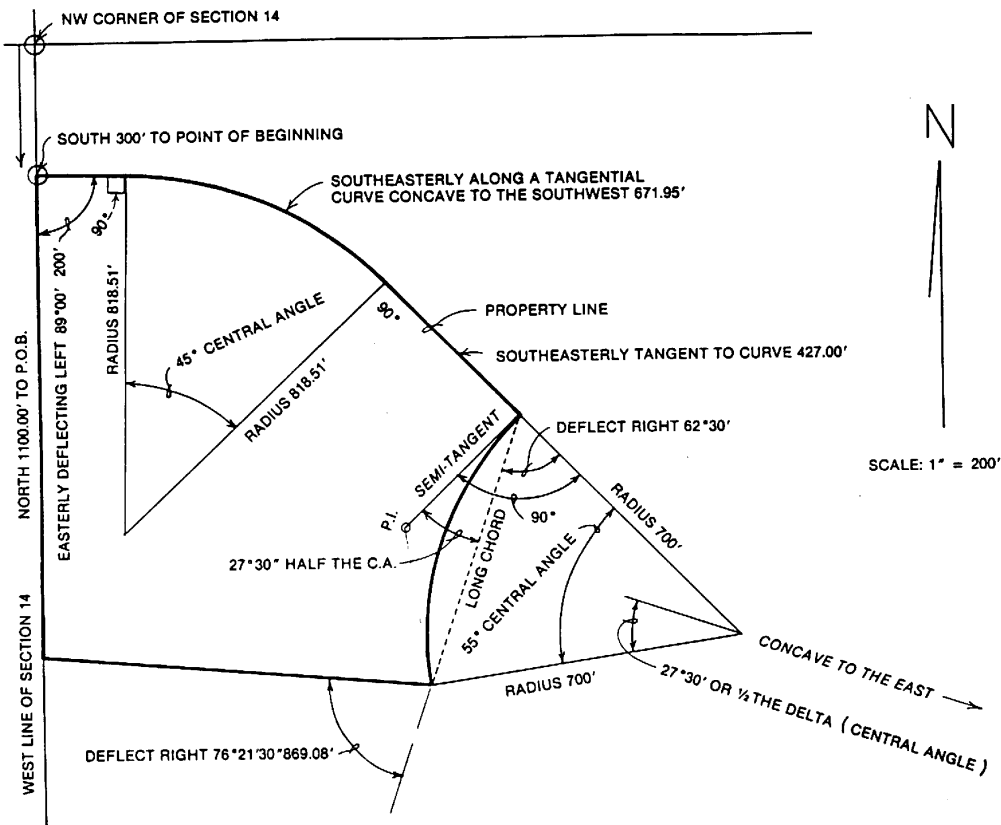 NW CORNER OF SECTION 14
SOUTH 300' TO POINT OF BEGINNING
N
SOUTHEASTERLY ALONG A TANGENTIAL
CURVE CONCAVE TO THE SOUTHWEST 671.95'
90°
EASTERLY DEFLECTING LEFT 89°00' 200'
RADIUS 818.51'
45° CENTRAL ANGLE
RADIUS 818.51'
90°
PROPERTY LINE
SOUTHEASTERLY TANGENT TO CURVE 427.00'
NORTH 1100.00' TO P.O.B.
WEST LINE OF SECTION 14
SEMI-TANGENT
P.I.
DEFLECT RIGHT 62°30'
90°
RADIUS 700'
SCALE: 1" = 200'
27°30" HALF THE C.A.
LONG CHORD
55° CENTRAL ANGLE
RADIUS 700'
CONCAVE TO THE EAST
27°30' OR ½ THE DELTA ( CENTRAL ANGLE )
DEFLECT RIGHT 76°21'30"869.08'